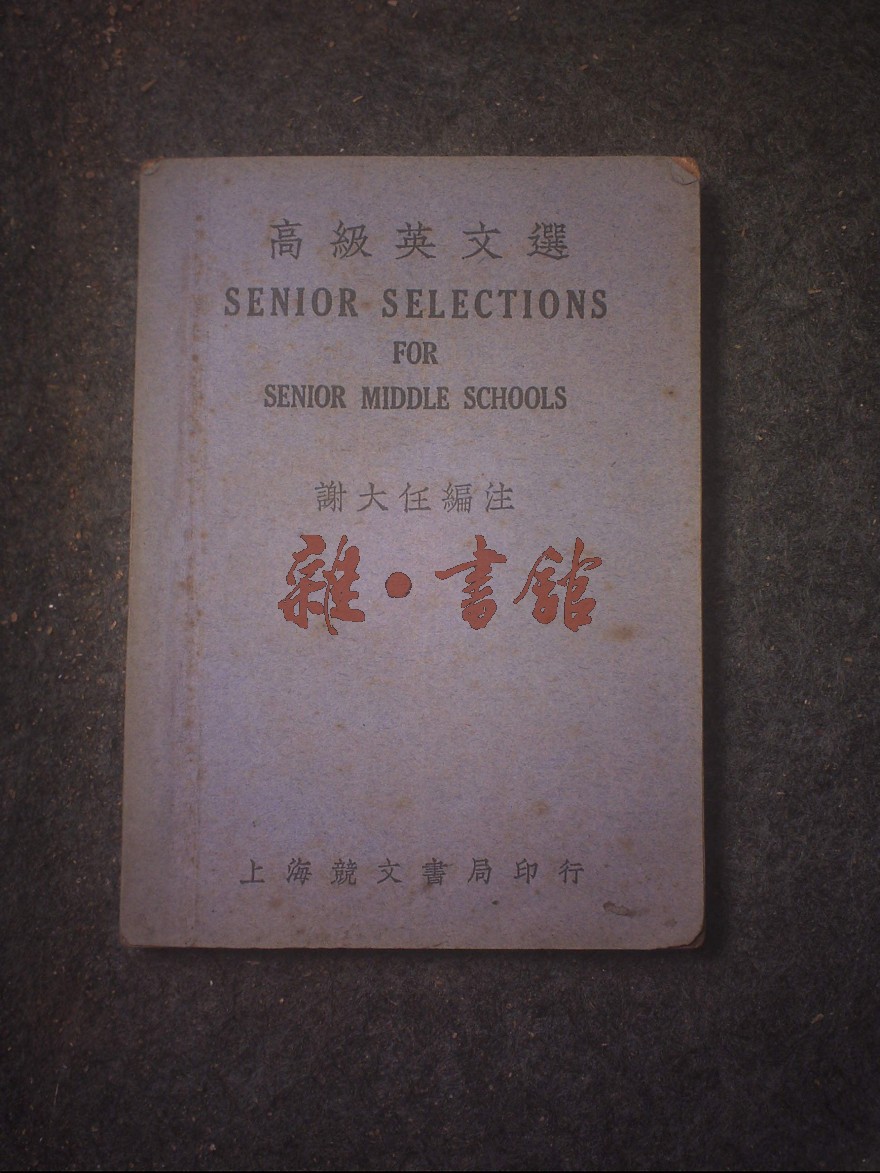 高級英文選
SENIOR SELECTIONS
FOR
SENIOR MIDDLE SCHOOLS
謝大任編注
雜·書館
上海競文書局印行